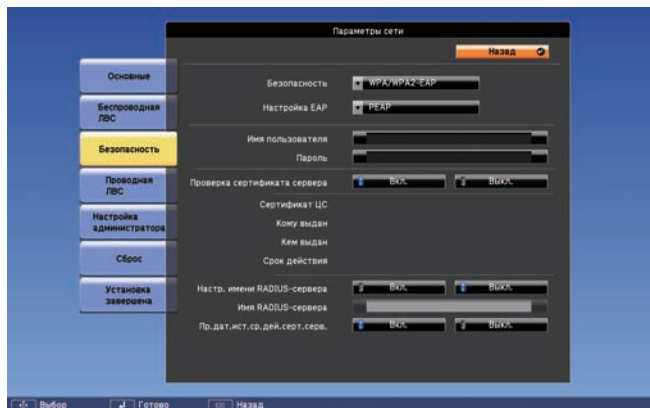 Параметры сети
Назад
Основные
Беспроводная ЛВС
Безопасность
Проводная ЛВС
Настройка администратора
Сброс
Установка завершена
Безопасность WPA/WPA2-EAP
Настройка EAP PEAP
Имя пользователя
Пароль
Проверка сертификата сервера Вкл. Выкл.
Сертификат ЦС
Кому выдан
Кем выдан
Срок действия
Настр. имени RADIUS-сервера Вкл. Выкл.
Имя RADIUS-сервера
Пр.дат.ист.ср.дей.серт.серв. Вкл. Выкл.
Выбор Готово Назад